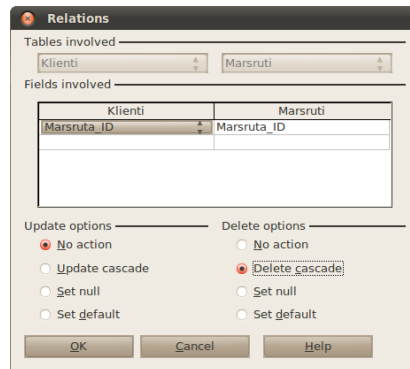 Relations
Tables involved
Klienti Marsruti
Fields involved
Klienti Marsruti
Marsruta_ID Marsruta_ID
Update options Delete options
No action No action
Update cascade Delete cascade
Set null Set null
Set default Set default
OK Cancel Help